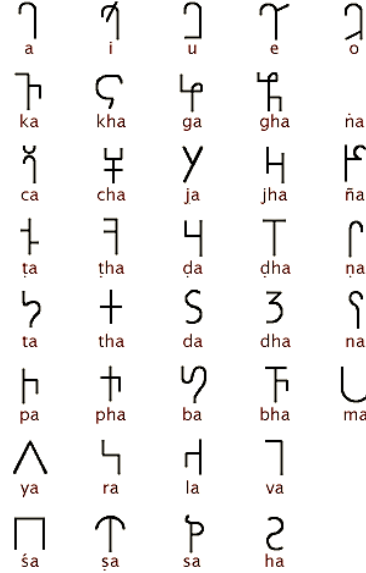 𐨀 𐨀𐨁 𐨀𐨂 𐨀𐨅 𐨀𐨆
a i u e o
𐨐 𐨑 𐨒 𐨓
ka kha ga gha ṅa
𐨕 𐨖 𐨗 𐨙
ca cha ja jha ña
𐨚 𐨛 𐨜 𐨝 𐨞
ṭa ṭha ḍa ḍha ṇa
𐨟 𐨠 𐨡 𐨢 𐨣
ta tha da dha na
𐨤 𐨥 𐨦 𐨧 𐨨
pa pha ba bha ma
𐨩 𐨪 𐨫 𐨬
ya ra la va
𐨭 𐨮 𐨯 𐨱
śa ṣa sa ha